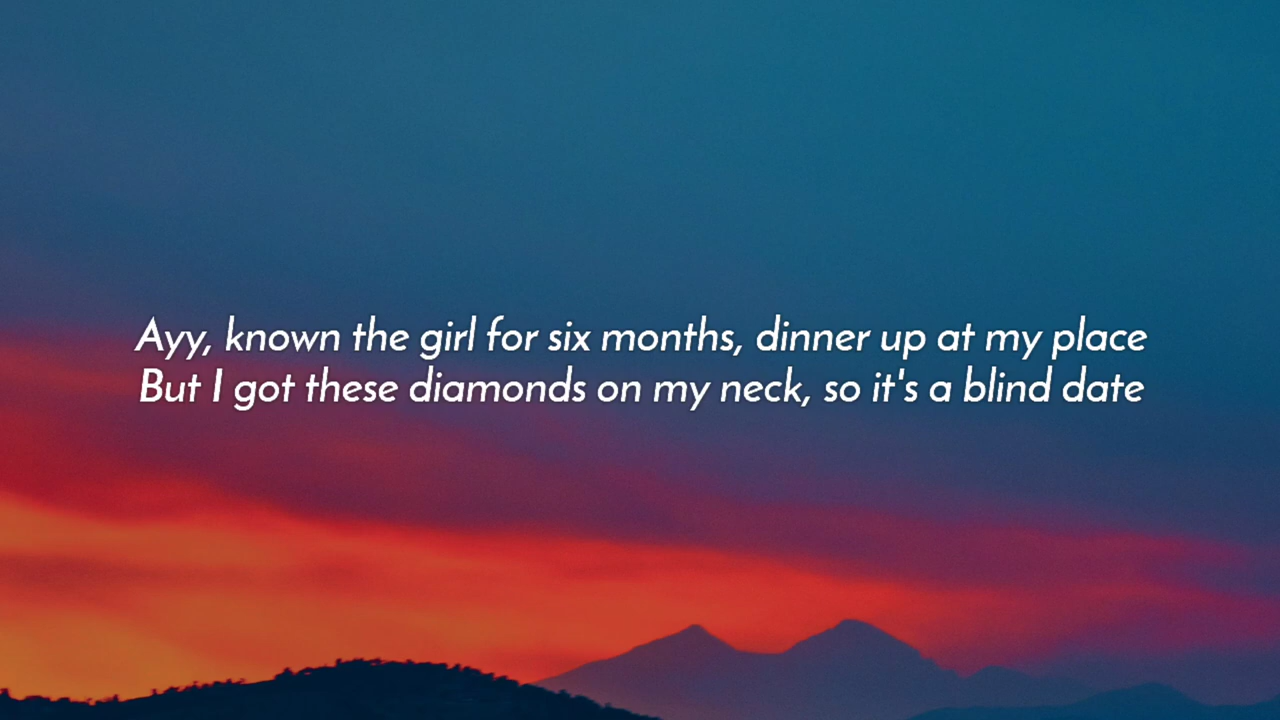 Ayy, known the girl for six months, dinner up at my place
But I got these diamonds on my neck, so it's a blind date